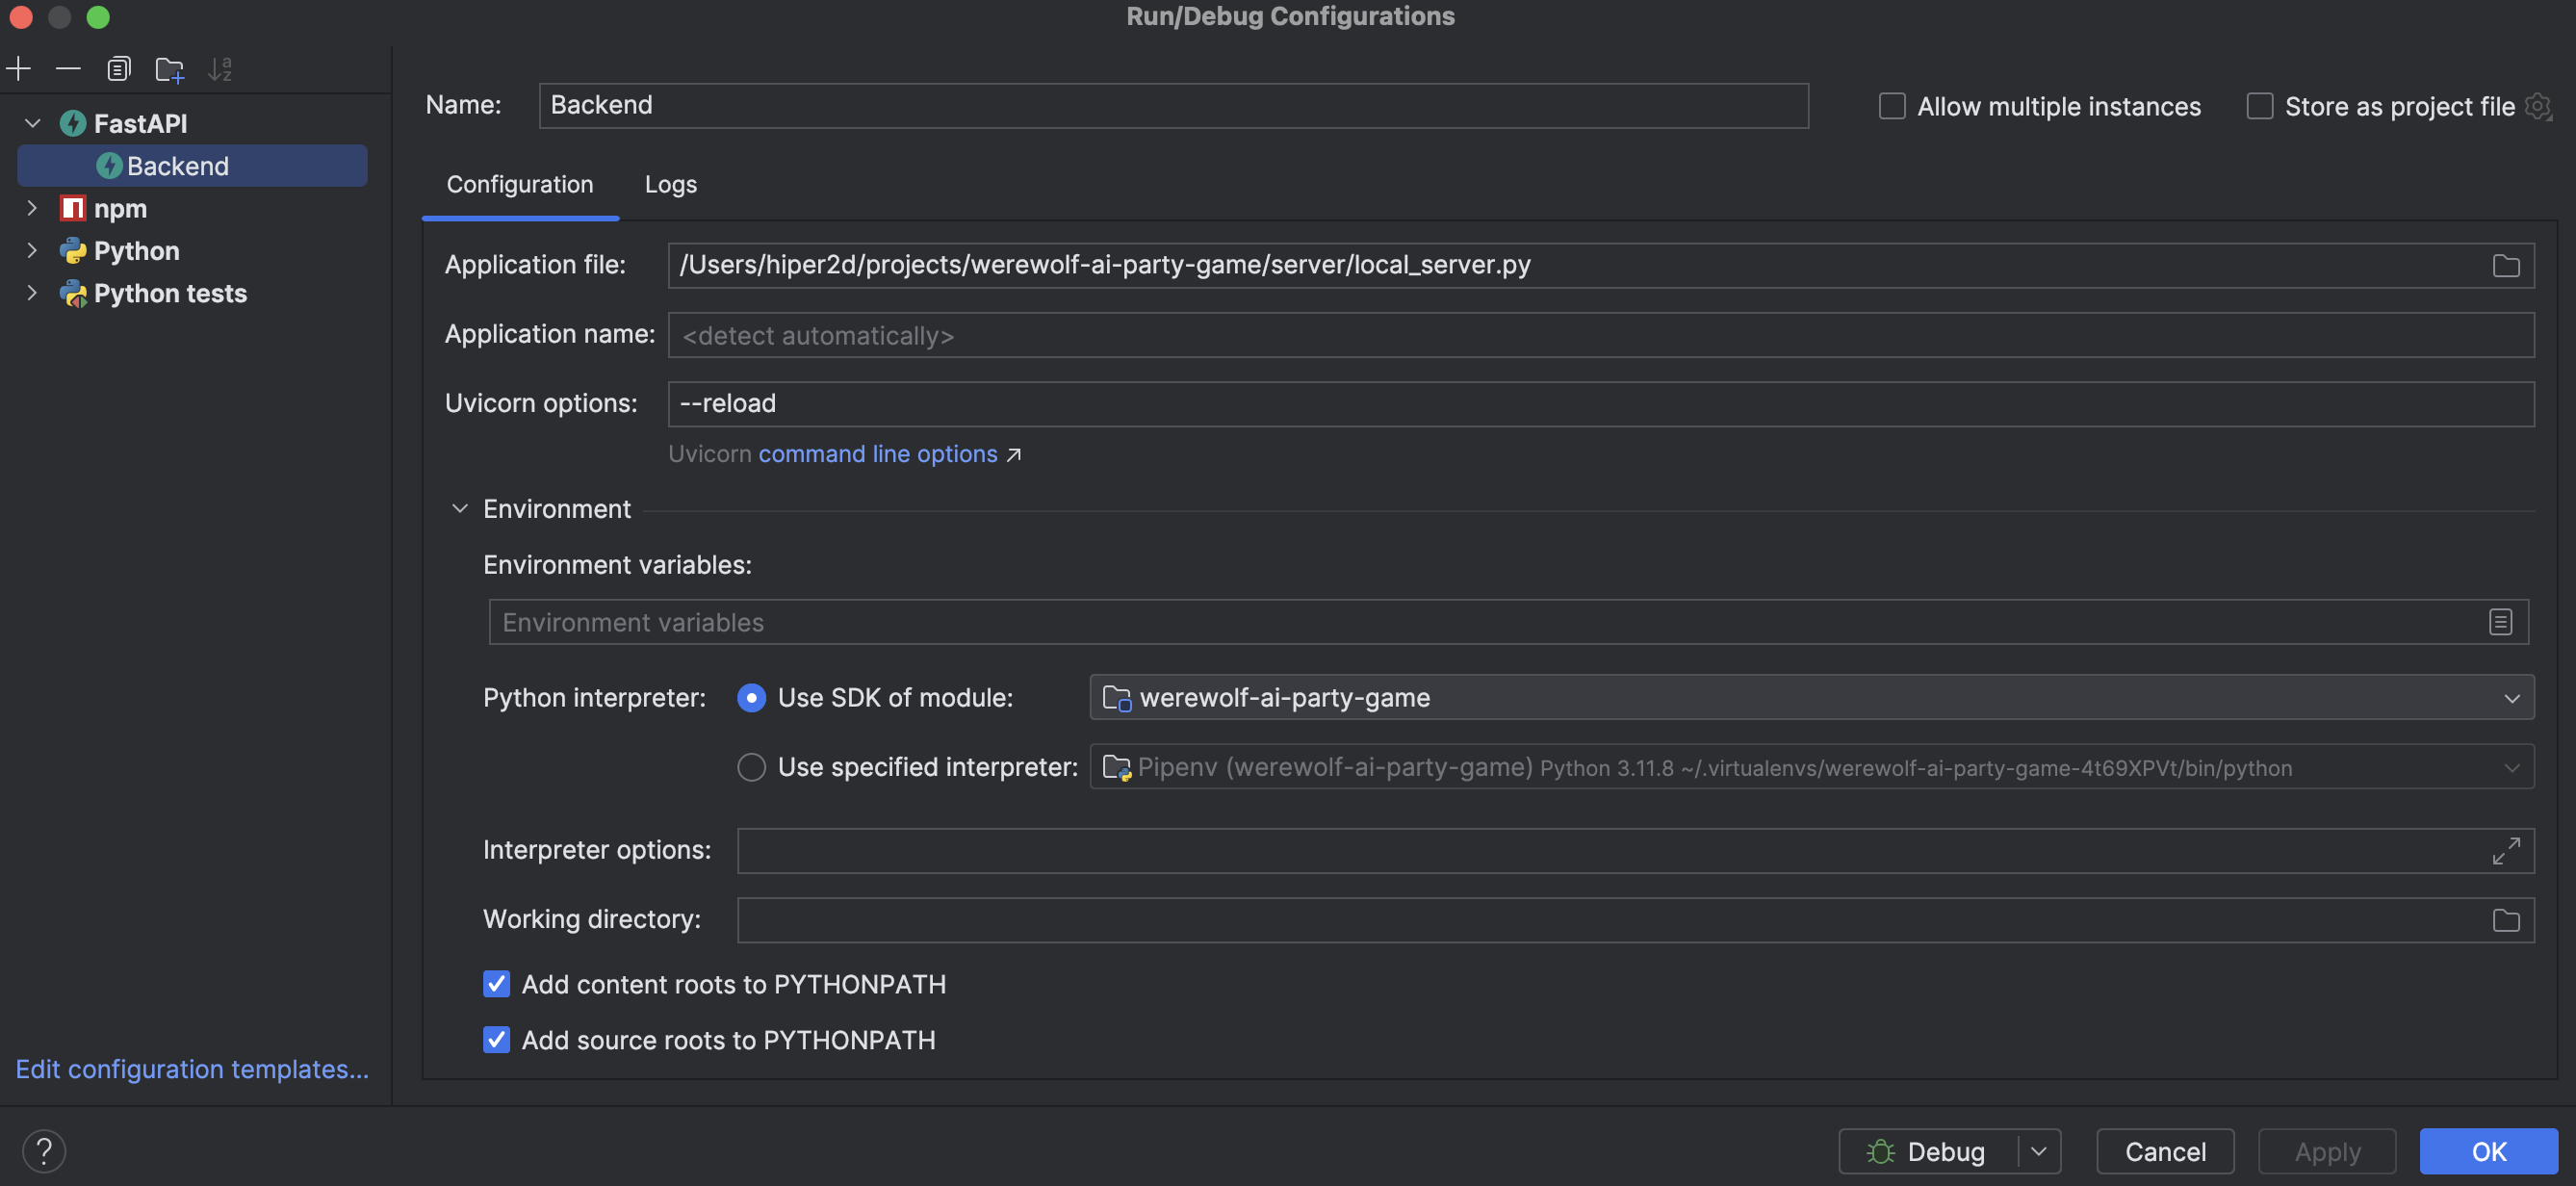 Run/Debug Configurations
FastAPI
Backend
npm
Python
Python tests
Edit configuration templates...
Name: Backend
Allow multiple instances
Store as project file
Configuration Logs
Application file: /Users/hiper2d/projects/werewolf-ai-party-game/server/local_server.py
Application name: <detect automatically>
Uvicorn options: --reload
Uvicorn command line options ↗
Environment
Environment variables:
Environment variables
Python interpreter: Use SDK of module: werewolf-ai-party-game
Use specified interpreter: Pipenv (werewolf-ai-party-game) Python 3.11.8 ~/.virtualenvs/werewolf-ai-party-game-4t69XPVt/bin/python
Interpreter options:
Working directory:
Add content roots to PYTHONPATH
Add source roots to PYTHONPATH
? Debug Cancel Apply OK